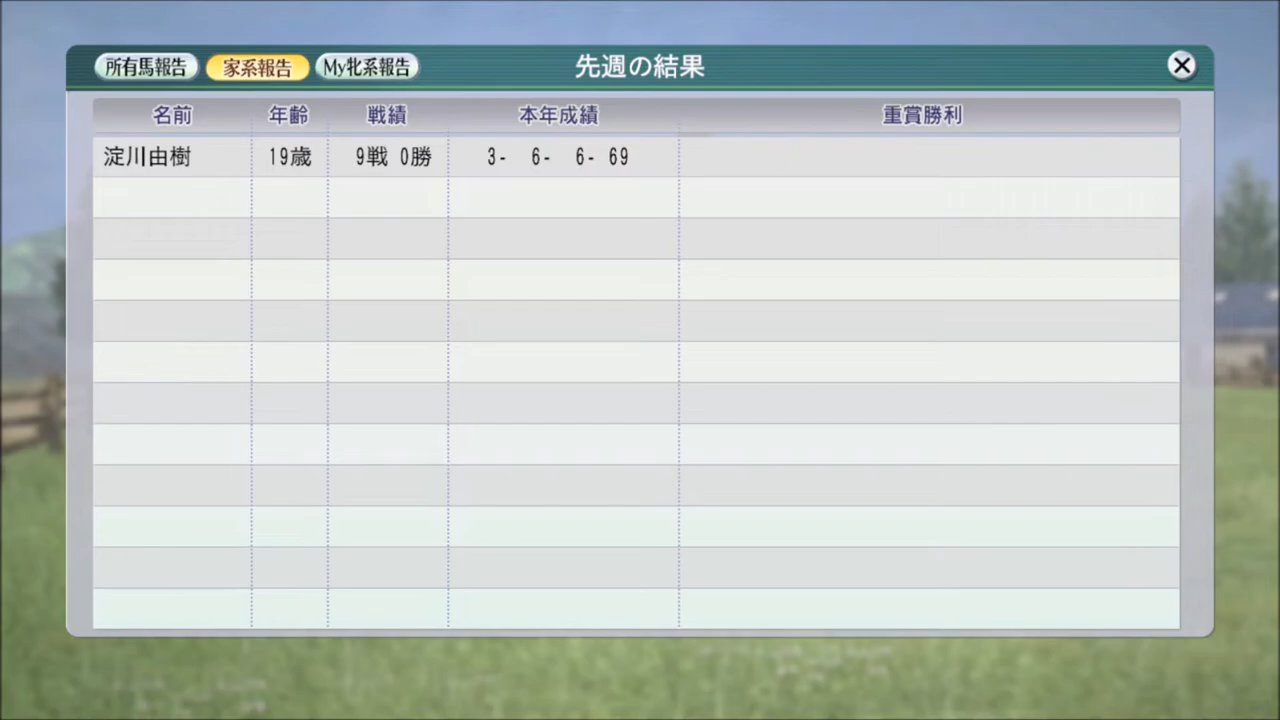 所有馬報告 家系報告 My牝系報告 先週の結果
名前 年齢 戦績 本年成績 重賞勝利
淀川由樹 19歳 9戦 0勝 3- 6- 6- 69